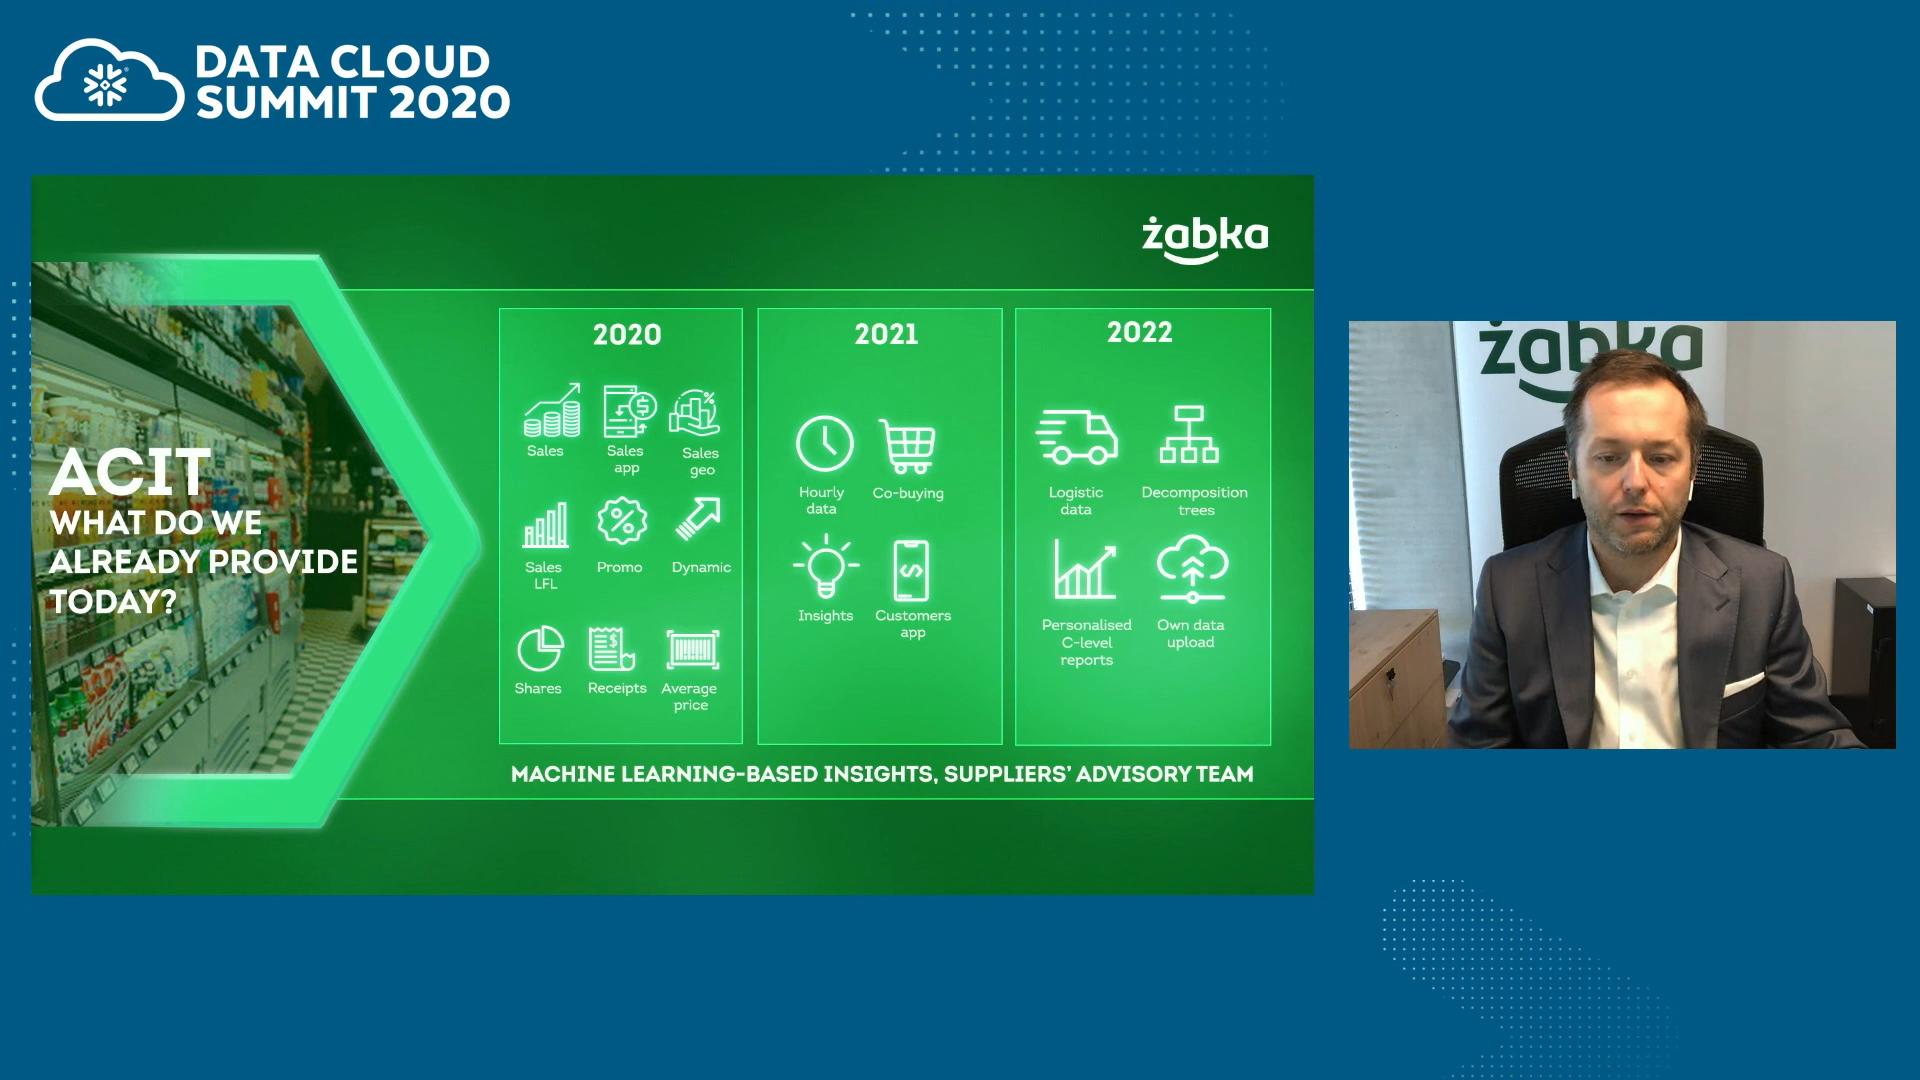 DATA CLOUD
SUMMIT 2020
żabka
ACIT
WHAT DO WE
ALREADY PROVIDE
TODAY?
2020
Sales
Sales
app
Sales
geo
Sales
LFL
Promo
Dynamic
Shares
Receipts
Average
price
2021
Hourly
data
Co-buying
Insights
Customers
app
2022
Logistic
data
Decomposition
trees
Personalised
C-level
reports
Own data
upload
MACHINE LEARNING-BASED INSIGHTS, SUPPLIERS’ ADVISORY TEAM
żabka